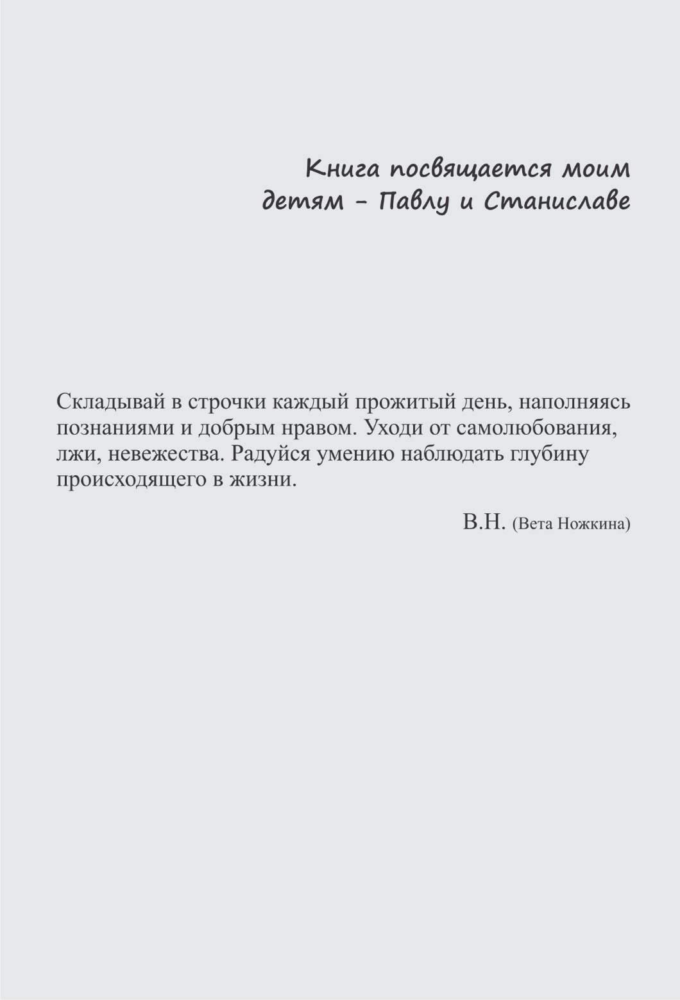 Книга посвящается моим
детям - Павлу и Станиславе
Складывай в строчки каждый прожитый день, наполняясь
познаниями и добрым нравом. Уходи от самолюбования,
лжи, невежества. Радуйся умению наблюдать глубину
происходящего в жизни.
В.Н. (Вета Ножкина)